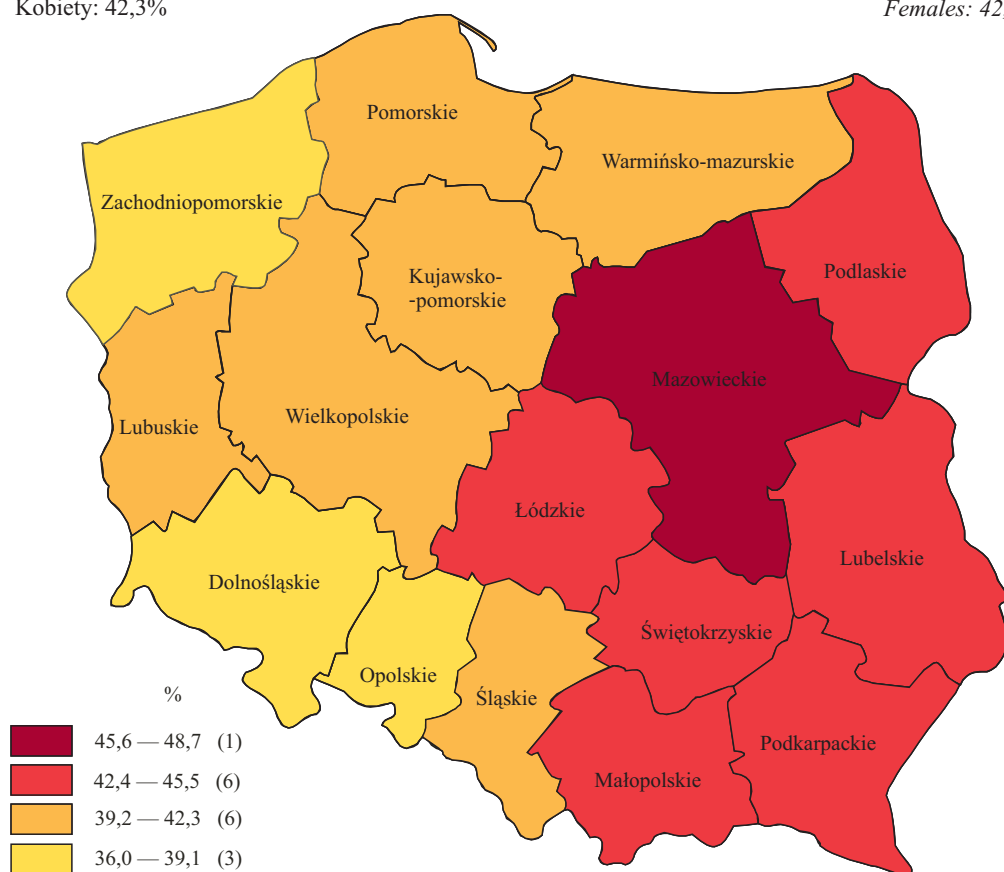 Kobiety: 42,3%
Females: 42,
Pomorskie
Warmińsko-mazurskie
Zachodniopomorskie
Podlaskie
Kujawsko-
-pomorskie
Mazowieckie
Lubuskie
Wielkopolskie
Łódzkie
Lubelskie
Dolnośląskie
Świętokrzyskie
Opolskie
Śląskie
Podkarpackie
Małopolskie
%
45,6 — 48,7 (1)
42,4 — 45,5 (6)
39,2 — 42,3 (6)
36,0 — 39,1 (3)